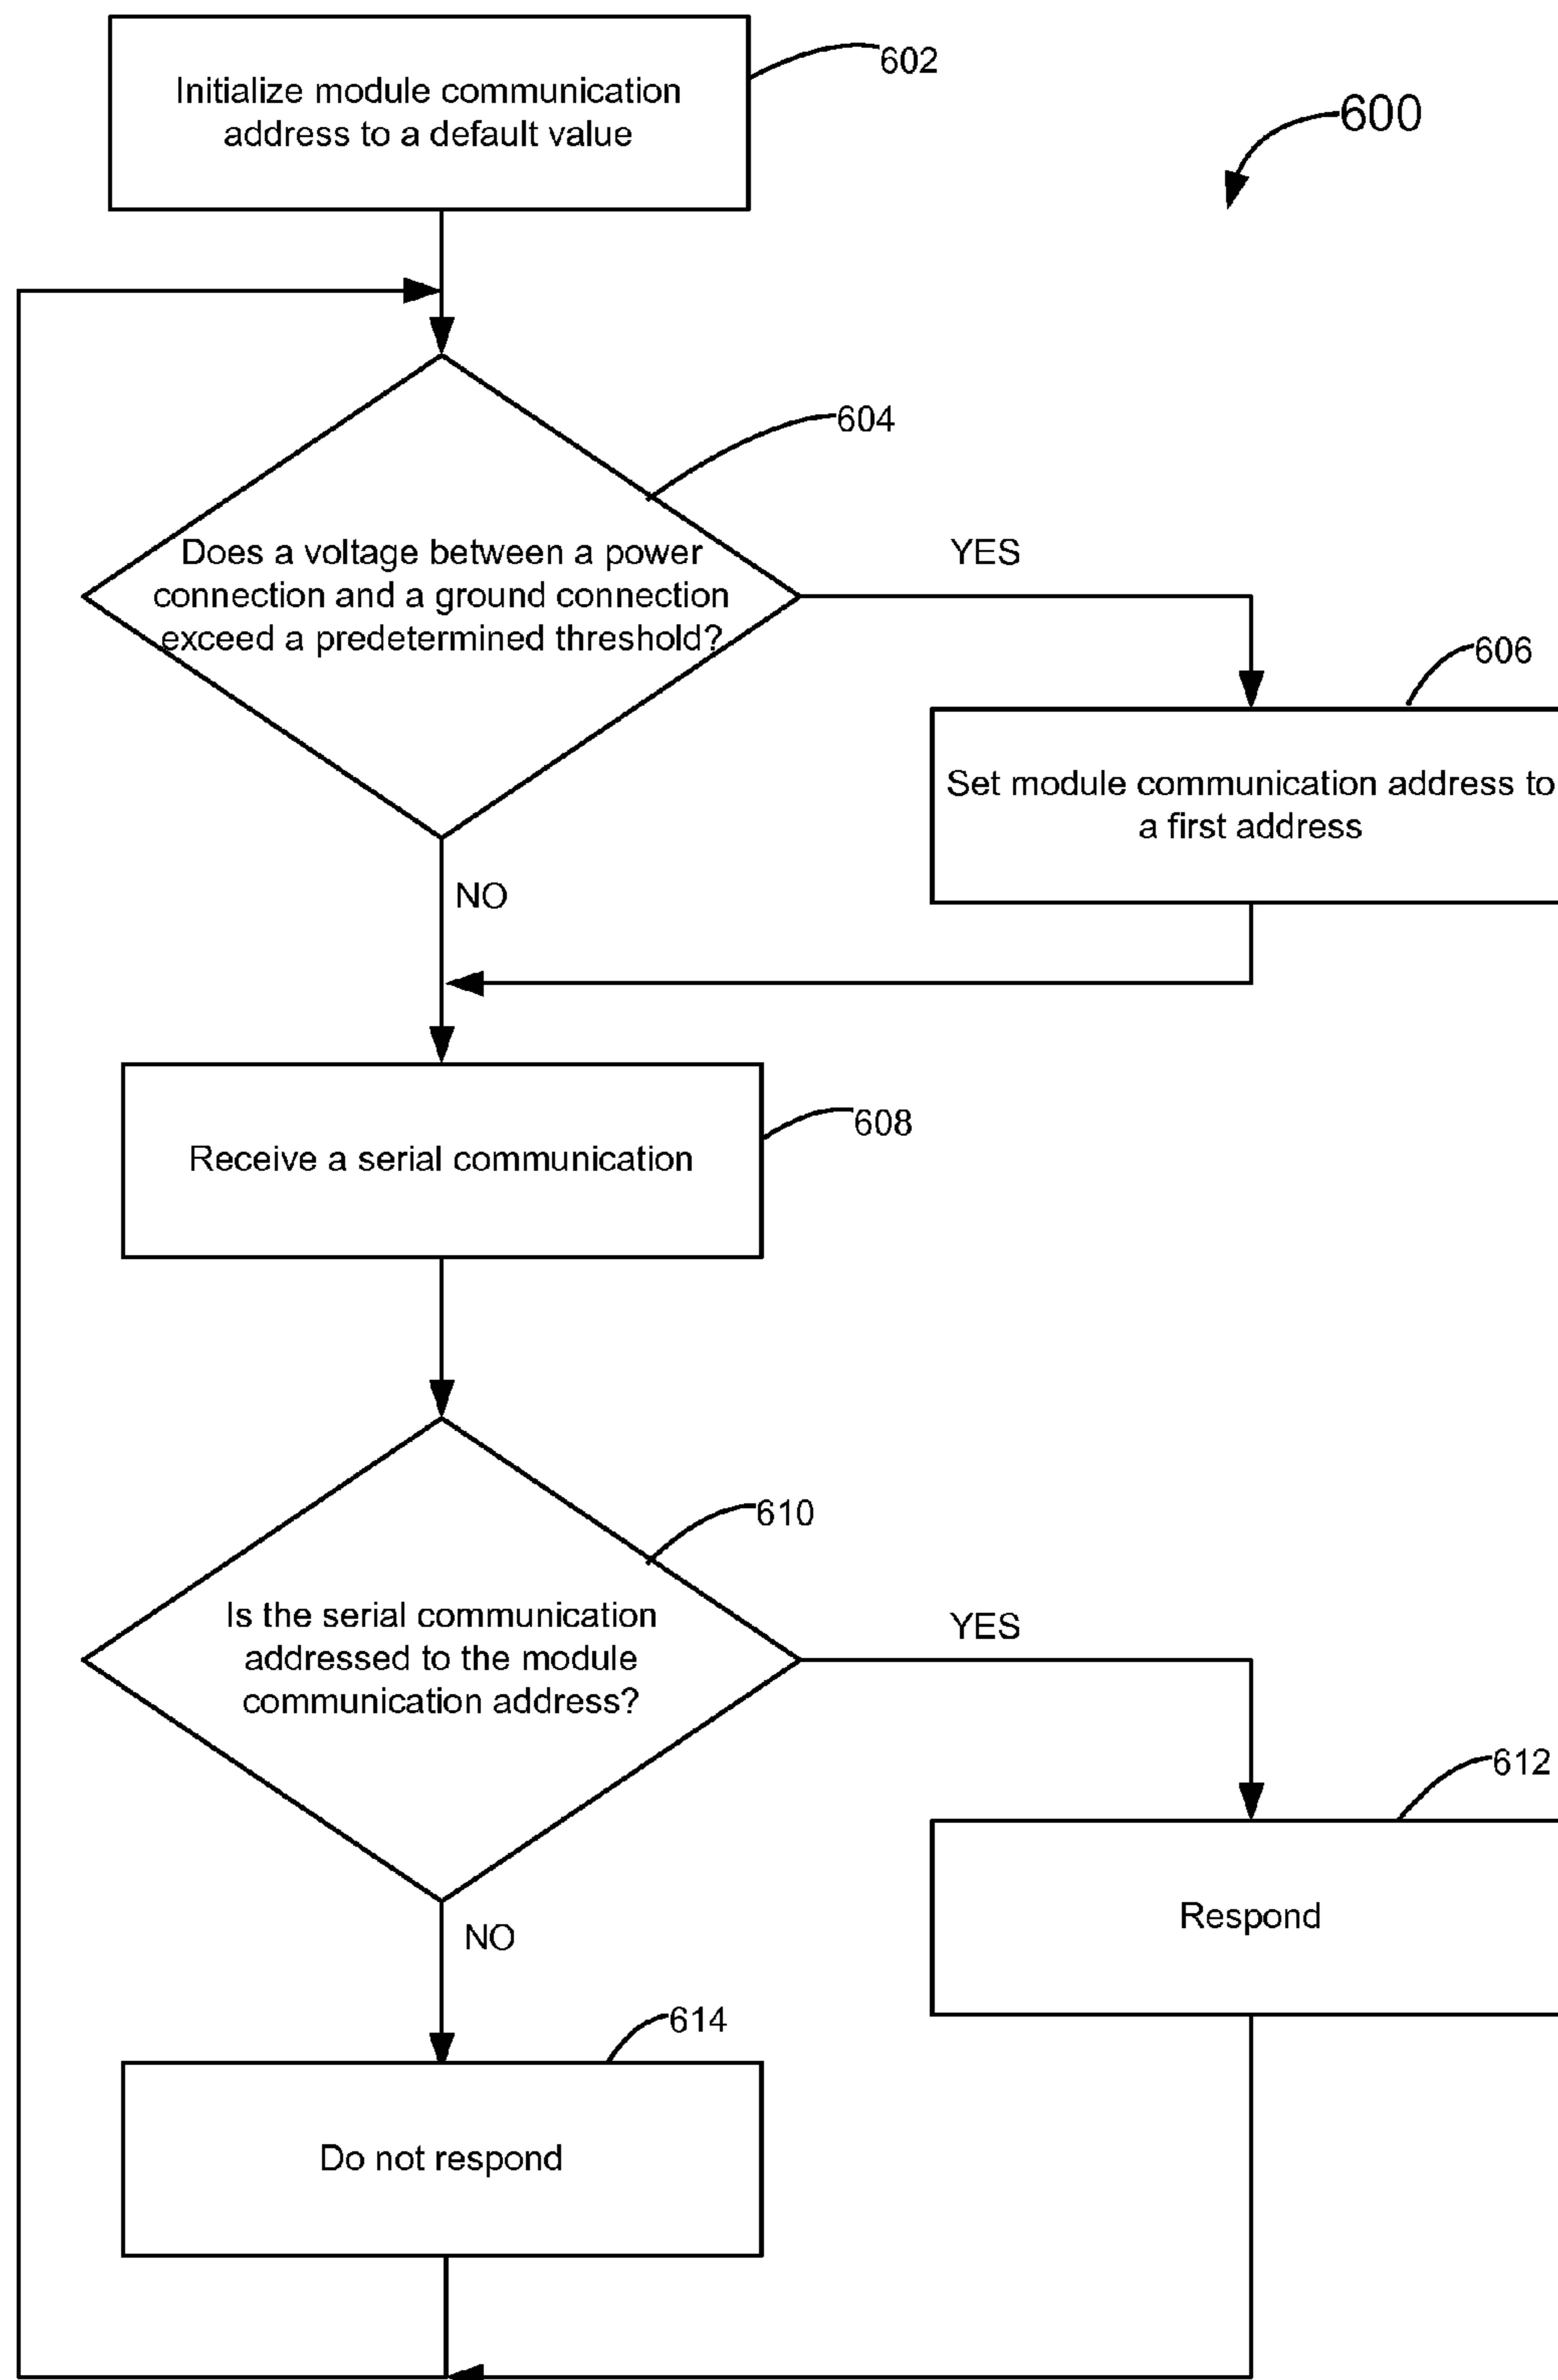 Initialize module communication
address to a default value
602
600
604
Does a voltage between a power
connection and a ground connection
exceed a predetermined threshold?
YES
606
Set module communication address to
a first address
NO
Receive a serial communication
608
610
Is the serial communication
addressed to the module
communication address?
YES
612
Respond
NO
614
Do not respond